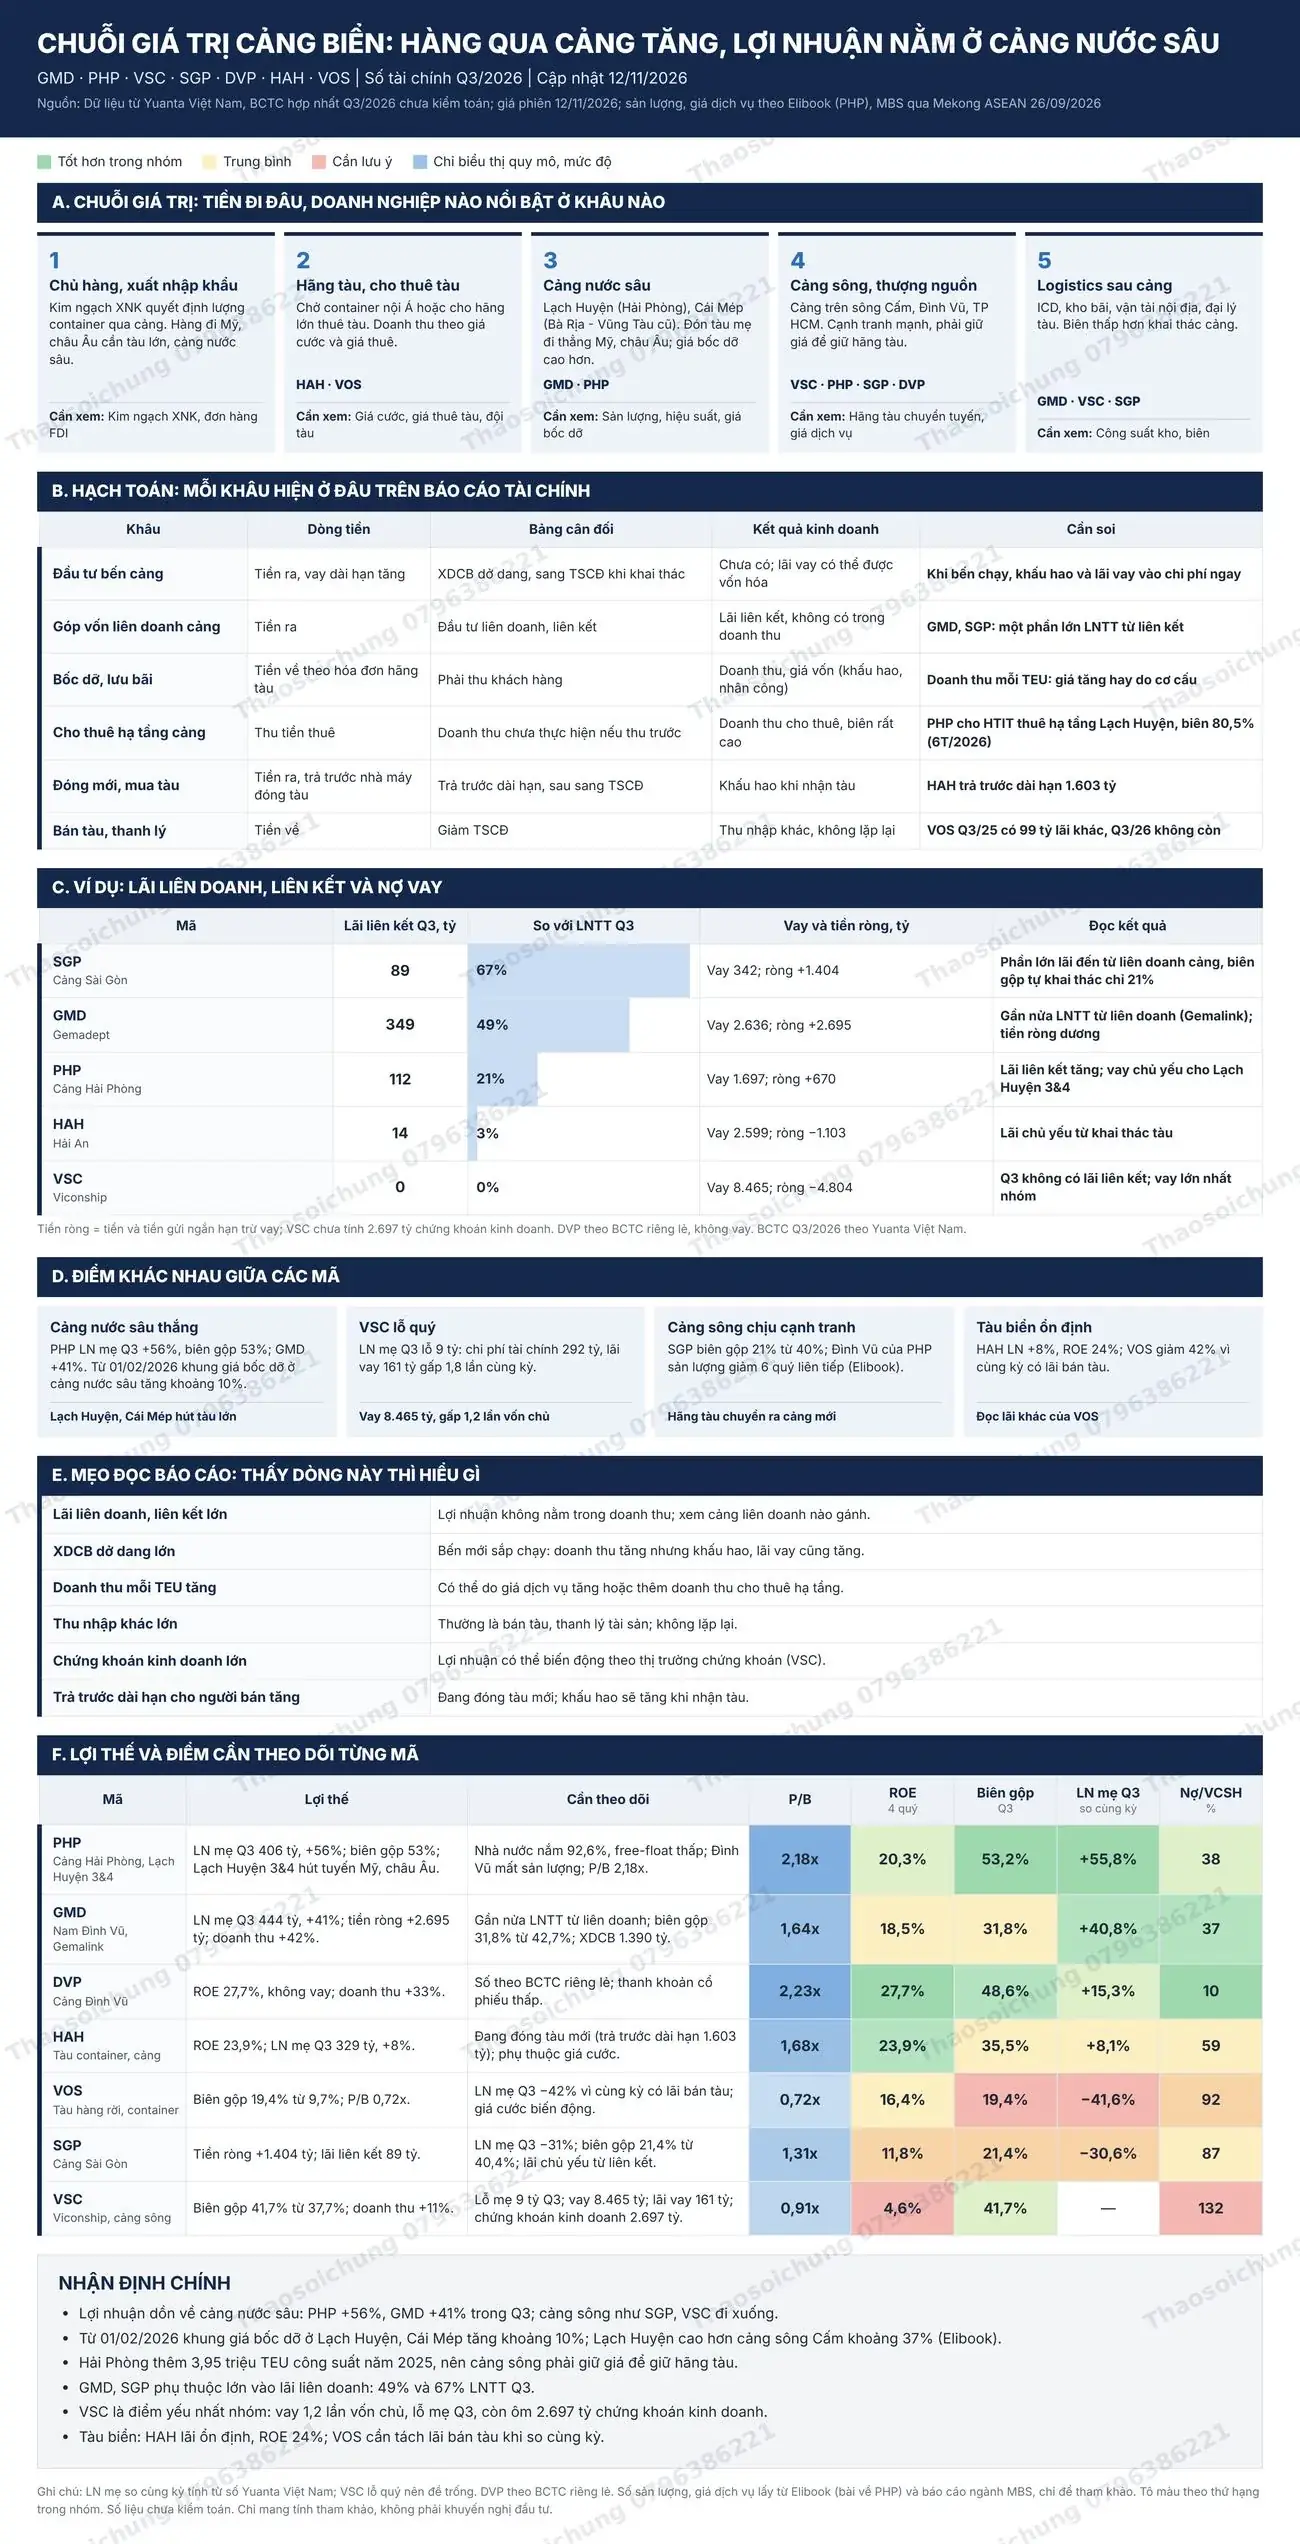 CHUỖI GIÁ TRỊ CẢNG BIỂN: HÀNG QUA CẢNG TĂNG, LỢI NHUẬN NẰM Ở CẢNG NƯỚC SÂU
GMD · PHP · VSC · SGP · DVP · HAH · VOS | Số tài chính Q3/2026 | Cập nhật 12/11/2026
Nguồn: Dữ liệu từ Yuanta Việt Nam, BCTC hợp nhất Q3/2026 chưa kiểm toán; giá phiên 12/11/2026; sản lượng, giá dịch vụ theo Elibook (PHP), MBS qua Mekong ASEAN 26/09/2026
Tốt hơn trong nhóm
Trung bình
Cần lưu ý
Chỉ biểu thị quy mô, mức độ
A. CHUỖI GIÁ TRỊ: TIỀN ĐI ĐÂU, DOANH NGHIỆP NÀO NỔI BẬT Ở KHÂU NÀO
1
Chủ hàng, xuất nhập khẩu
Kim ngạch XNK quyết định lượng
container qua cảng. Hàng đi Mỹ,
châu Âu cần tàu lớn, cảng nước
sâu.
Cần xem: Kim ngạch XNK, đơn hàng
FDI
2
Hãng tàu, cho thuê tàu
Chở container nội Á hoặc cho hãng
lớn thuê tàu. Doanh thu theo giá
cước và giá thuê.
HAH · VOS
Cần xem: Giá cước, giá thuê tàu, đội
tàu
3
Cảng nước sâu
Lạch Huyện (Hải Phòng), Cái Mép
(Bà Rịa - Vũng Tàu cũ). Đón tàu mẹ
đi thẳng Mỹ, châu Âu; giá bốc dỡ
cao hơn.
GMD · PHP
Cần xem: Sản lượng, hiệu suất, giá
bốc dỡ
4
Cảng sông, thượng nguồn
Cảng trên sông Cấm, Đình Vũ, TP
HCM. Cạnh tranh mạnh, phải giữ
giá để giữ hãng tàu.
VSC · PHP · SGP · DVP
Cần xem: Hãng tàu chuyển tuyến,
giá dịch vụ
5
Logistics sau cảng
ICD, kho bãi, vận tải nội địa, đại lý
tàu. Biên thấp hơn khai thác cảng.
GMD · VSC · SGP
Cần xem: Công suất kho, biên
B. HẠCH TOÁN: MỖI KHÂU HIỆN Ở ĐÂU TRÊN BÁO CÁO TÀI CHÍNH
Khâu
Dòng tiền
Bảng cân đối
Kết quả kinh doanh
Cần soi
Đầu tư bến cảng
Tiền ra, vay dài hạn tăng
XDCB dở dang, sang TSCĐ khi khai thác
Chưa có; lãi vay có thể được
vốn hóa
Khi bến chạy, khấu hao và lãi vay vào chi phí ngay
Góp vốn liên doanh cảng
Tiền ra
Đầu tư liên doanh, liên kết
Lãi liên kết, không có trong
doanh thu
GMD, SGP: một phần lớn LNTT từ liên kết
Bốc dỡ, lưu bãi
Tiền về theo hóa đơn hãng
tàu
Phải thu khách hàng
Doanh thu, giá vốn (khấu hao,
nhân công)
Doanh thu mỗi TEU: giá tăng hay do cơ cấu
Cho thuê hạ tầng cảng
Thu tiền thuê
Doanh thu chưa thực hiện nếu thu trước
Doanh thu cho thuê, biên rất
cao
PHP cho HTIT thuê hạ tầng Lạch Huyện, biên 80,5%
(6T/2026)
Đóng mới, mua tàu
Tiền ra, trả trước nhà máy
đóng tàu
Trả trước dài hạn, sau sang TSCĐ
Khấu hao khi nhận tàu
HAH trả trước dài hạn 1.603 tỷ
Bán tàu, thanh lý
Tiền về
Giảm TSCĐ
Thu nhập khác, không lặp lại
VOS Q3/25 có 99 tỷ lãi khác, Q3/26 không còn
C. VÍ DỤ: LÃI LIÊN DOANH, LIÊN KẾT VÀ NỢ VAY
Mã
Lãi liên kết Q3, tỷ
So với LNTT Q3
Vay và tiền ròng, tỷ
Đọc kết quả
SGP
Cảng Sài Gòn
89
67%
Vay 342; ròng +1.404
Phần lớn lãi đến từ liên doanh cảng, biên
gộp tự khai thác chỉ 21%
GMD
Gemadept
349
49%
Vay 2.636; ròng +2.695
Gần nửa LNTT từ liên doanh (Gemalink);
tiền ròng dương
PHP
Cảng Hải Phòng
112
21%
Vay 1.697; ròng +670
Lãi liên kết tăng; vay chủ yếu cho Lạch
Huyện 3&4
HAH
Hải An
14
3%
Vay 2.599; ròng −1.103
Lãi chủ yếu từ khai thác tàu
VSC
Viconship
0
0%
Vay 8.465; ròng −4.804
Q3 không có lãi liên kết; vay lớn nhất
nhóm
Tiền ròng = tiền và tiền gửi ngắn hạn trừ vay; VSC chưa tính 2.697 tỷ chứng khoán kinh doanh. DVP theo BCTC riêng lẻ, không vay. BCTC Q3/2026 theo Yuanta Việt Nam.
D. ĐIỂM KHÁC NHAU GIỮA CÁC MÃ
Cảng nước sâu thắng
PHP LN mẹ Q3 +56%, biên gộp 53%; GMD
+41%. Từ 01/02/2026 khung giá bốc dỡ ở
cảng nước sâu tăng khoảng 10%.
Lạch Huyện, Cái Mép hút tàu lớn
VSC lỗ quý
LN mẹ Q3 lỗ 9 tỷ: chi phí tài chính 292 tỷ, lãi
vay 161 tỷ gấp 1,8 lần cùng kỳ.
Vay 8.465 tỷ, gấp 1,2 lần vốn chủ
Cảng sông chịu cạnh tranh
SGP biên gộp 21% từ 40%; Đình Vũ của PHP
sản lượng giảm 6 quý liên tiếp (Elibook).
Hãng tàu chuyển ra cảng mới
Tàu biển ổn định
HAH LN +8%, ROE 24%; VOS giảm 42% vì
cùng kỳ có lãi bán tàu.
Đọc lãi khác của VOS
E. MẸO ĐỌC BÁO CÁO: THẤY DÒNG NÀY THÌ HIỂU GÌ
Lãi liên doanh, liên kết lớn
Lợi nhuận không nằm trong doanh thu; xem cảng liên doanh nào gánh.
XDCB dở dang lớn
Bến mới sắp chạy: doanh thu tăng nhưng khấu hao, lãi vay cũng tăng.
Doanh thu mỗi TEU tăng
Có thể do giá dịch vụ tăng hoặc thêm doanh thu cho thuê hạ tầng.
Thu nhập khác lớn
Thường là bán tàu, thanh lý tài sản; không lặp lại.
Chứng khoán kinh doanh lớn
Lợi nhuận có thể biến động theo thị trường chứng khoán (VSC).
Trả trước dài hạn cho người bán tăng
Đang đóng tàu mới; khấu hao sẽ tăng khi nhận tàu.
F. LỢI THẾ VÀ ĐIỂM CẦN THEO DÕI TỪNG MÃ
Mã
Lợi thế
Cần theo dõi
P/B
ROE
4 quý
Biên gộp
Q3
LN mẹ Q3
so cùng kỳ
Nợ/VCSH
%
PHP
Cảng Hải Phòng, Lạch
Huyện 3&4
LN mẹ Q3 406 tỷ, +56%; biên gộp 53%;
Lạch Huyện 3&4 hút tuyến Mỹ, châu Âu.
Nhà nước nắm 92,6%, free-float thấp; Đình
Vũ mất sản lượng; P/B 2,18x.
2,18x
20,3%
53,2%
+55,8%
38
GMD
Nam Đình Vũ,
Gemalink
LN mẹ Q3 444 tỷ, +41%; tiền ròng +2.695
tỷ; doanh thu +42%.
Gần nửa LNTT từ liên doanh; biên gộp
31,8% từ 42,7%; XDCB 1.390 tỷ.
1,64x
18,5%
31,8%
+40,8%
37
DVP
Cảng Đình Vũ
ROE 27,7%, không vay; doanh thu +33%.
Số theo BCTC riêng lẻ; thanh khoản cổ
phiếu thấp.
2,23x
27,7%
48,6%
+15,3%
10
HAH
Tàu container, cảng
ROE 23,9%; LN mẹ Q3 329 tỷ, +8%.
Đang đóng tàu mới (trả trước dài hạn 1.603
tỷ); phụ thuộc giá cước.
1,68x
23,9%
35,5%
+8,1%
59
VOS
Tàu hàng rời, container
Biên gộp 19,4% từ 9,7%; P/B 0,72x.
LN mẹ Q3 −42% vì cùng kỳ có lãi bán tàu;
giá cước biến động.
0,72x
16,4%
19,4%
−41,6%
92
SGP
Cảng Sài Gòn
Tiền ròng +1.404 tỷ; lãi liên kết 89 tỷ.
LN mẹ Q3 −31%; biên gộp 21,4% từ
40,4%; lãi chủ yếu từ liên kết.
1,31x
11,8%
21,4%
−30,6%
87
VSC
Viconship, cảng sông
Biên gộp 41,7% từ 37,7%; doanh thu +11%.
Lỗ mẹ 9 tỷ Q3; vay 8.465 tỷ; lãi vay 161 tỷ;
chứng khoán kinh doanh 2.697 tỷ.
0,91x
4,6%
41,7%
—
132
NHẬN ĐỊNH CHÍNH
• Lợi nhuận dồn về cảng nước sâu: PHP +56%, GMD +41% trong Q3; cảng sông như SGP, VSC đi xuống.
• Từ 01/02/2026 khung giá bốc dỡ ở Lạch Huyện, Cái Mép tăng khoảng 10%; Lạch Huyện cao hơn cảng sông Cấm khoảng 37% (Elibook).
• Hải Phòng thêm 3,95 triệu TEU công suất năm 2025, nên cảng sông phải giữ giá để giữ hãng tàu.
• GMD, SGP phụ thuộc lớn vào lãi liên doanh: 49% và 67% LNTT Q3.
• VSC là điểm yếu nhất nhóm: vay 1,2 lần vốn chủ, lỗ mẹ Q3, còn ôm 2.697 tỷ chứng khoán kinh doanh.
• Tàu biển: HAH lãi ổn định, ROE 24%; VOS cần tách lãi bán tàu khi so cùng kỳ.
Ghi chú: LN mẹ so cùng kỳ tính từ số Yuanta Việt Nam; VSC lỗ quý nên để trống. DVP theo BCTC riêng lẻ. Số sản lượng, giá dịch vụ lấy từ Elibook (bài về PHP) và báo cáo ngành MBS, chỉ để tham khảo. Tô màu theo thứ hạng
trong nhóm. Số liệu chưa kiểm toán. Chỉ mang tính tham khảo, không phải khuyến nghị đầu tư.
Thaosoichung 0796386221